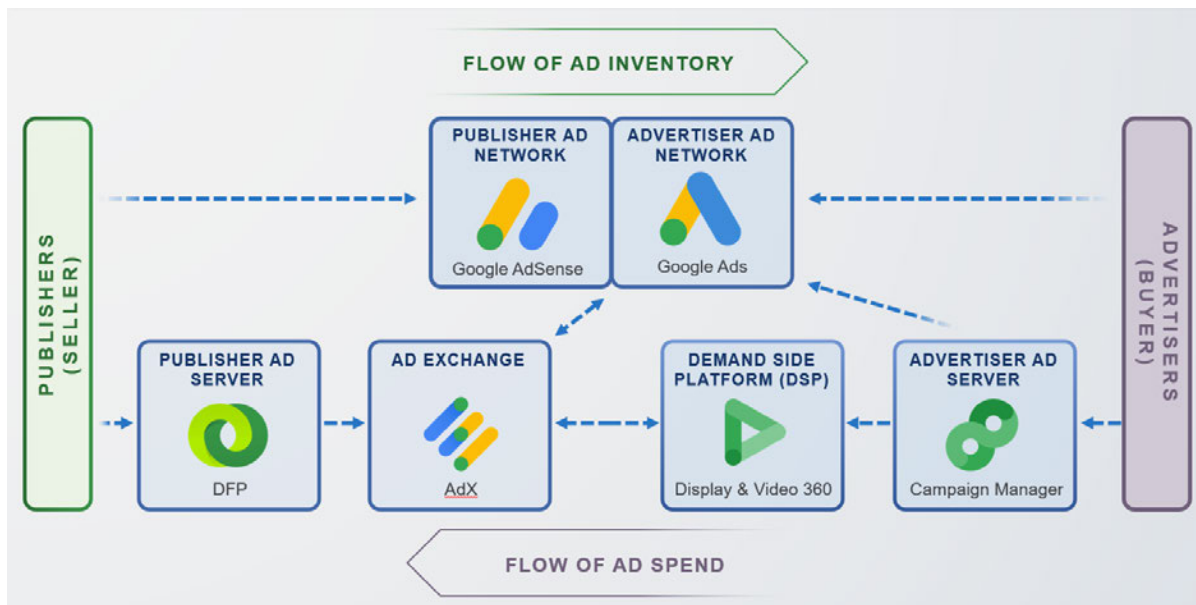 FLOW OF AD INVENTORY
PUBLISHERS
(SELLER)
PUBLISHER AD
NETWORK
Google AdSense
ADVERTISER AD
NETWORK
Google Ads
ADVERTISERS
(BUYER)
PUBLISHER AD
SERVER
DFP
AD EXCHANGE
AdX
DEMAND SIDE
PLATFORM (DSP)
Display & Video 360
ADVERTISER AD
SERVER
Campaign Manager
FLOW OF AD SPEND